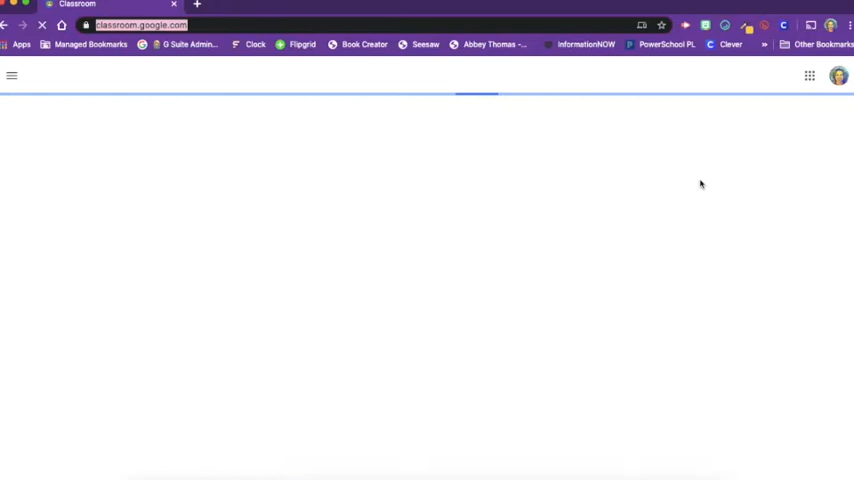 Classroom
classroom.google.com
Apps Managed Bookmarks G Suite Admin... Clock Flipgrid Book Creator Seesaw Abbey Thomas -... InformationNOW PowerSchool PL Clever » Other Bookmarks